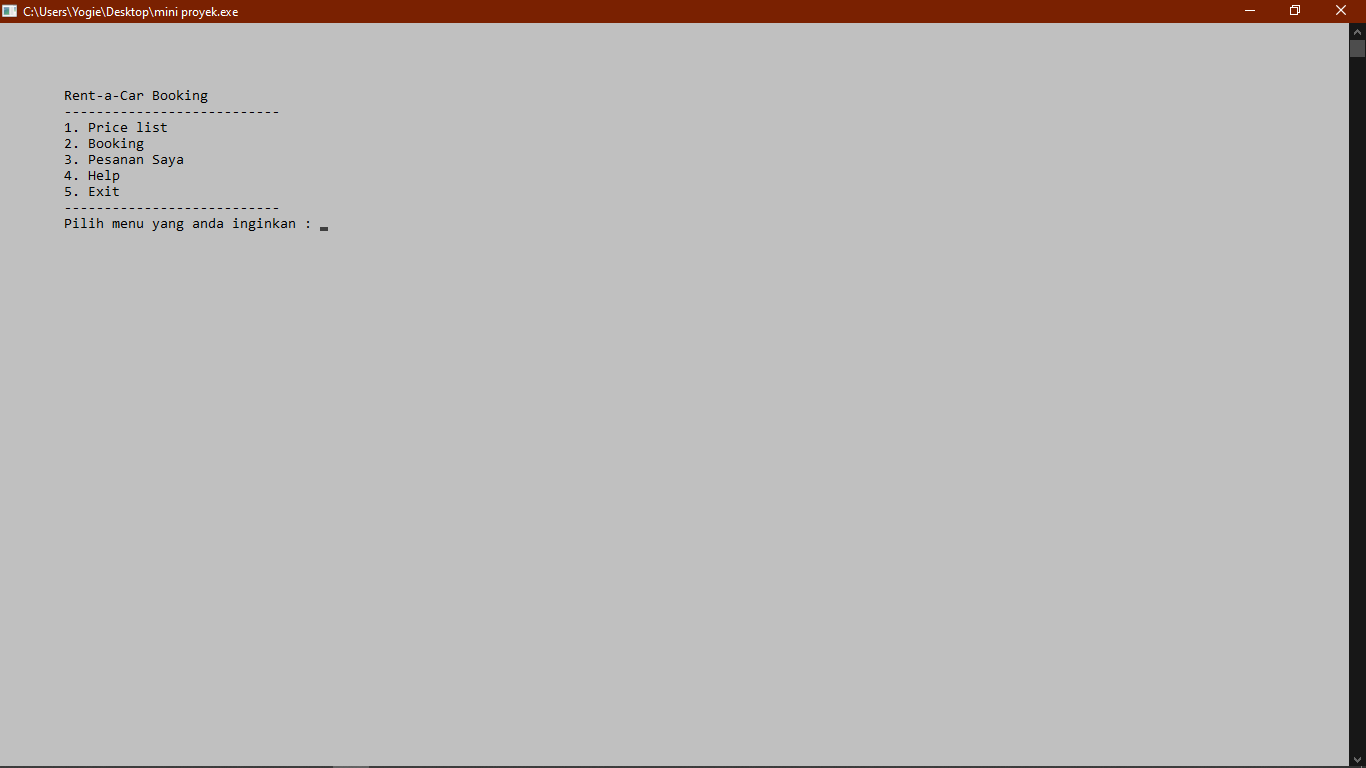 C:\Users\Yogie\Desktop\mini proyek.exe
Rent-a-Car Booking
---------------------------
1. Price list
2. Booking
3. Pesanan Saya
4. Help
5. Exit
---------------------------
Pilih menu yang anda inginkan :